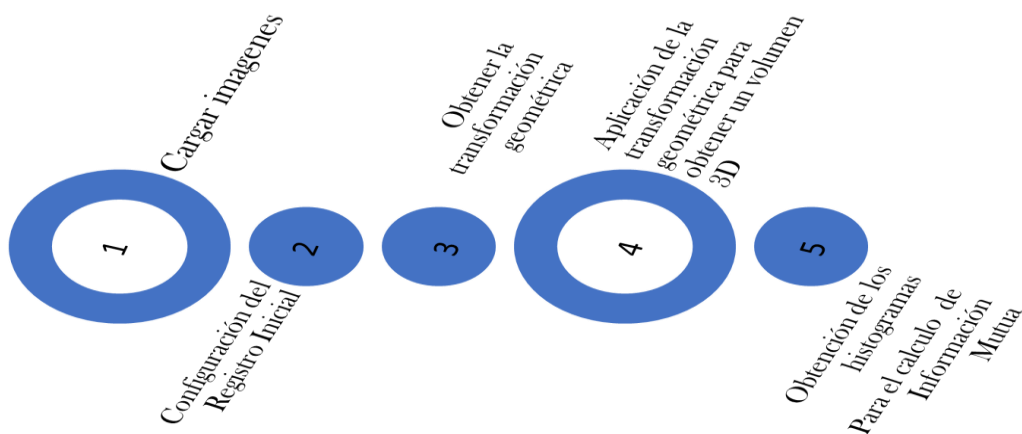 1
Cargar imagenes
2
Configuración del
Registro Inicial
3
Obtener la
transformación
geométrica
4
Aplicación de la
transformación
geométrica para
obtener un volumen
3D
5
Obtención de los
histogramas
Para el calculo de
Información
Mutua